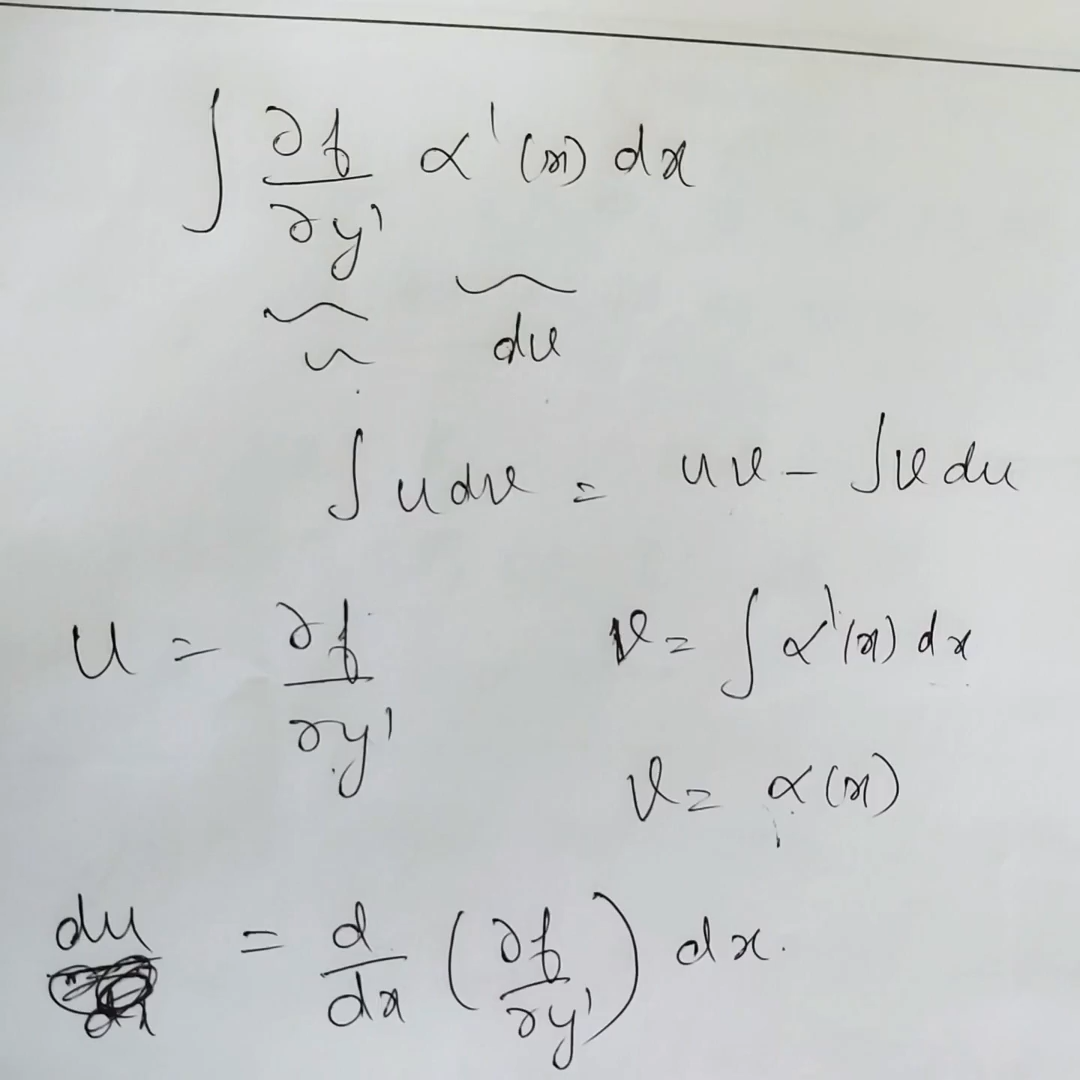 ∫ ∂f/∂y' α'(x) dx
u dv
∫ u dv = uv - ∫ v du
u = ∂f/∂y' v = ∫ α'(x) dx
v = α(x)
du = d/dx (∂f/∂y') dx.